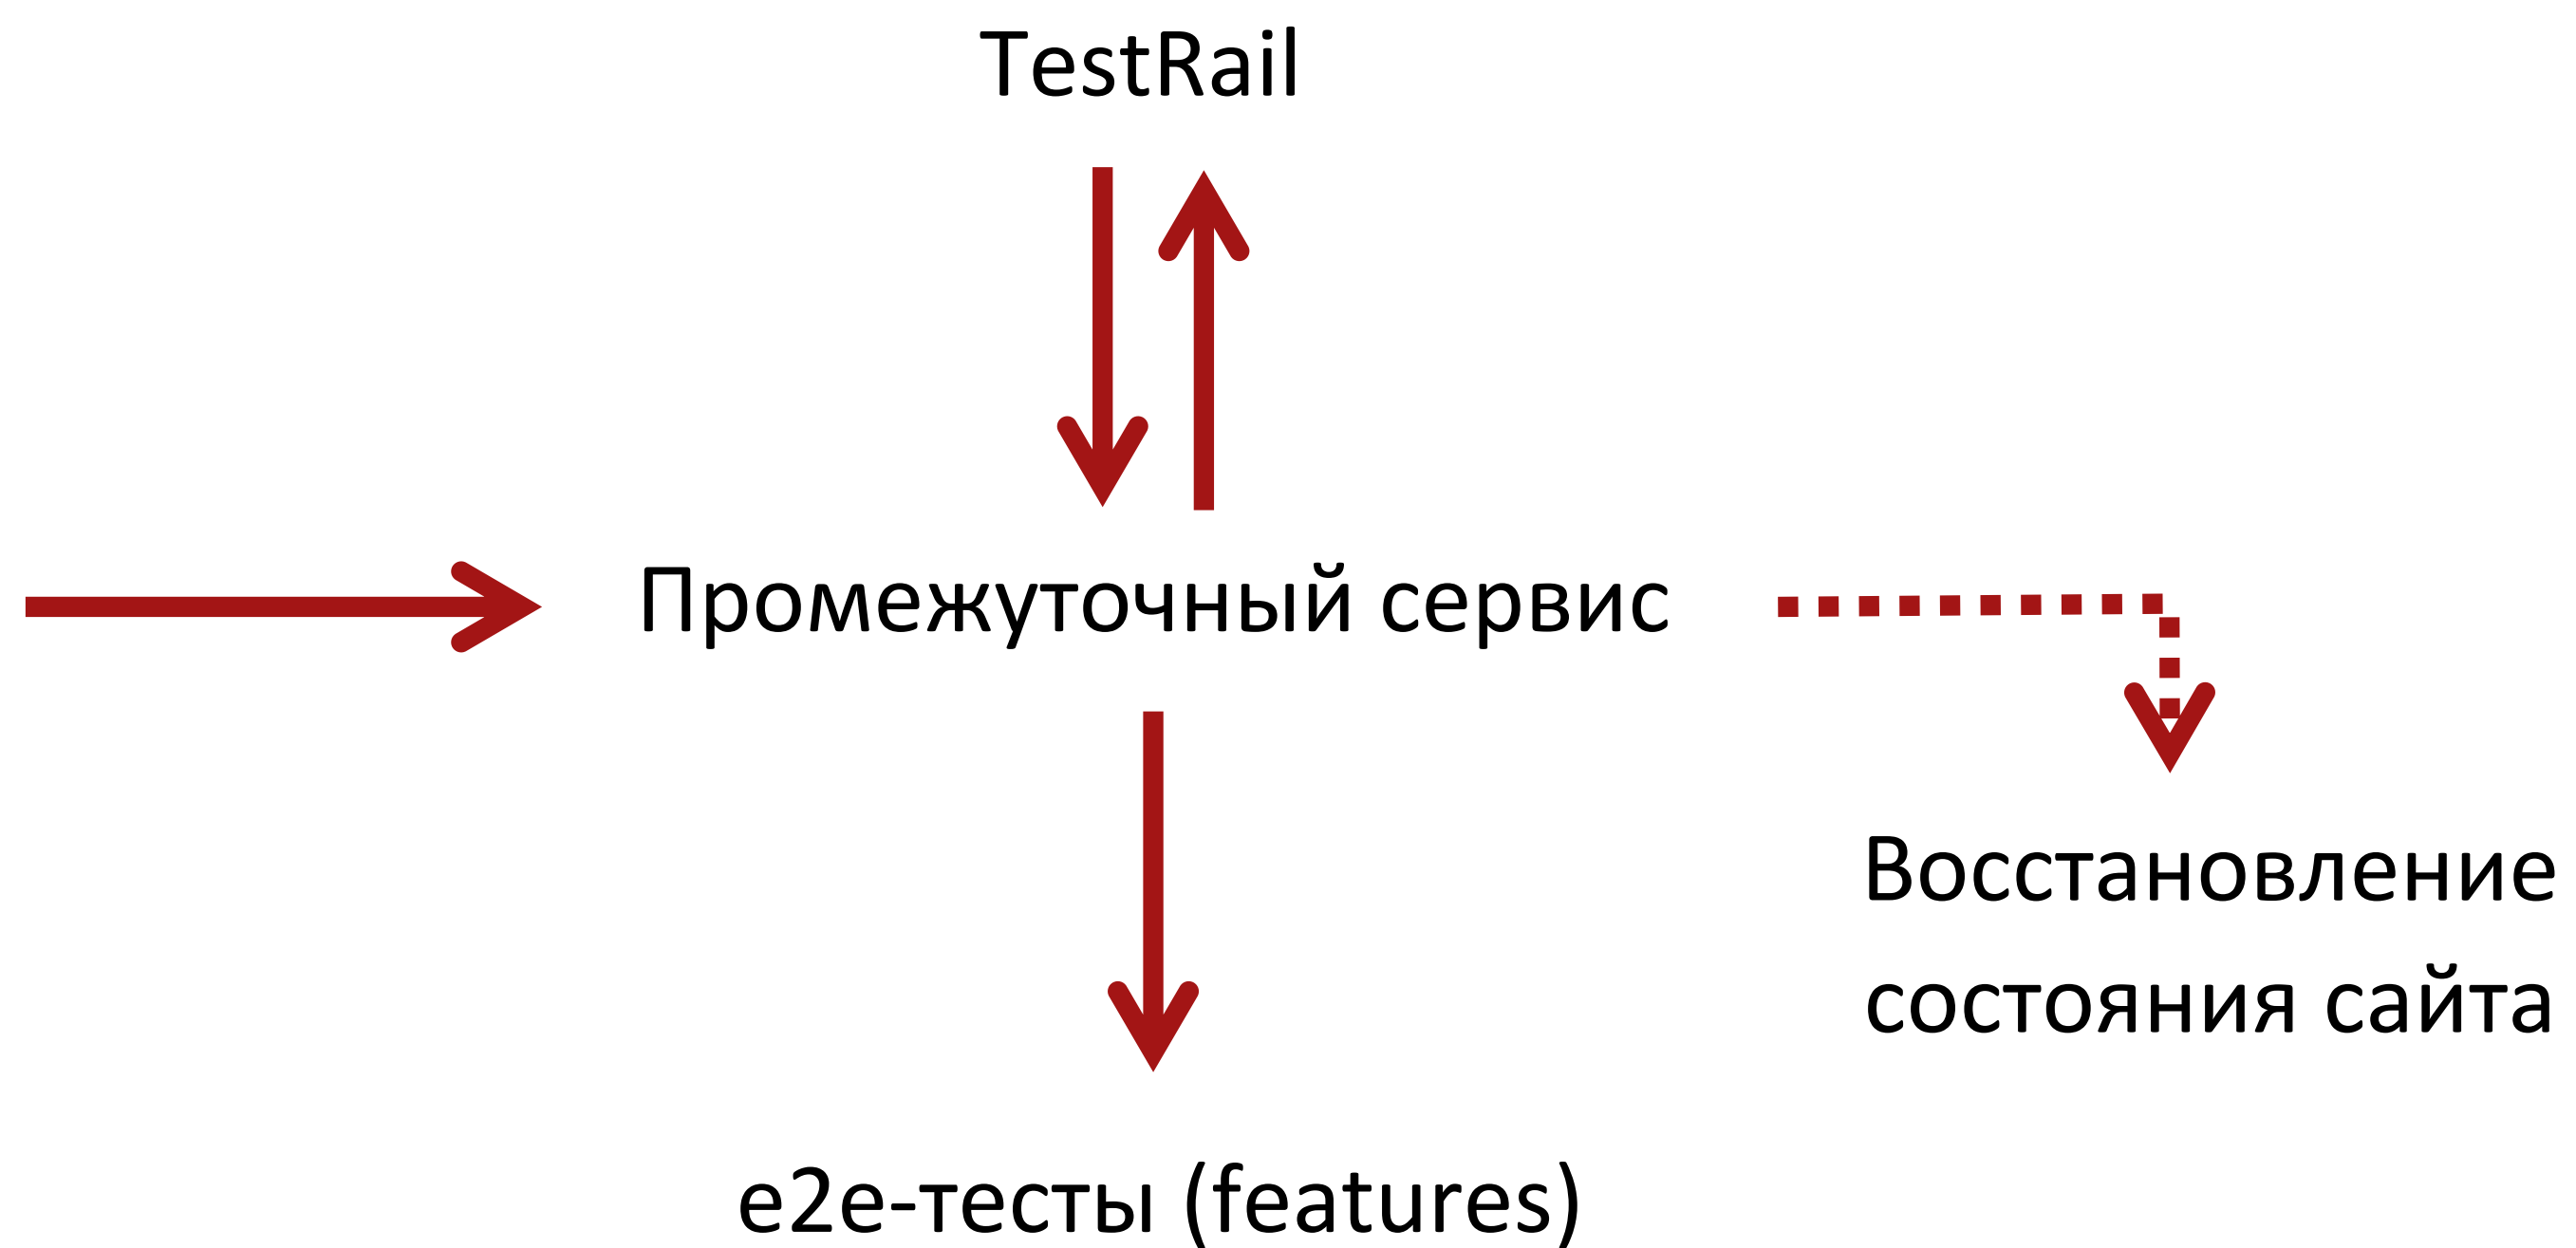 TestRail
Промежуточный сервис
Восстановление
состояния сайта
e2e-тесты (features)